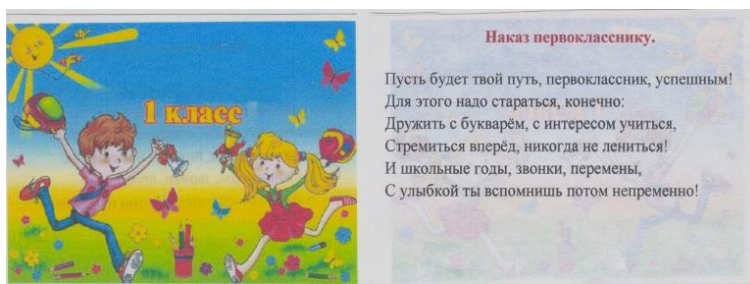 1 класс
Наказ первокласснику.
Пусть будет твой путь, первоклассник, успешным!
Для этого надо стараться, конечно:
Дружить с букварём, с интересом учиться,
Стремиться вперёд, никогда не лениться!
И школьные годы, звонки, перемены,
С улыбкой ты вспомнишь потом непременно!